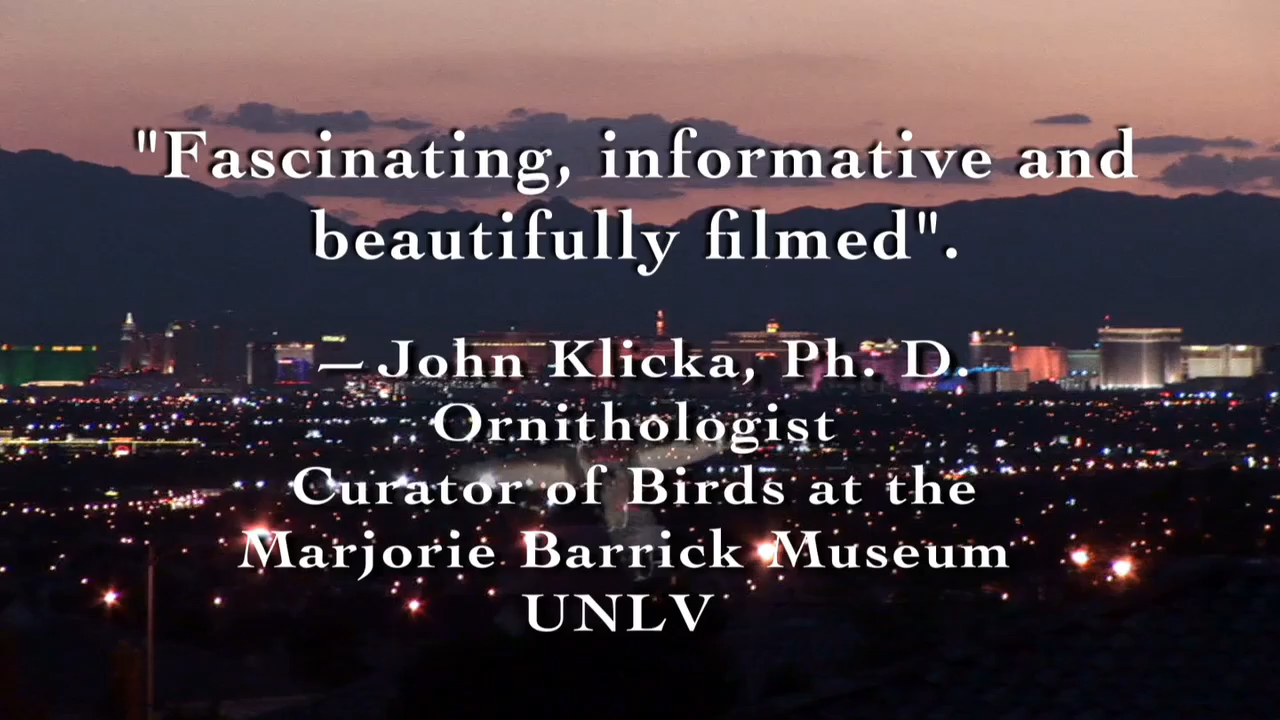 "Fascinating, informative and
beautifully filmed".
– John Klicka, Ph. D.
Ornithologist
Curator of Birds at the
Marjorie Barrick Museum
UNLV